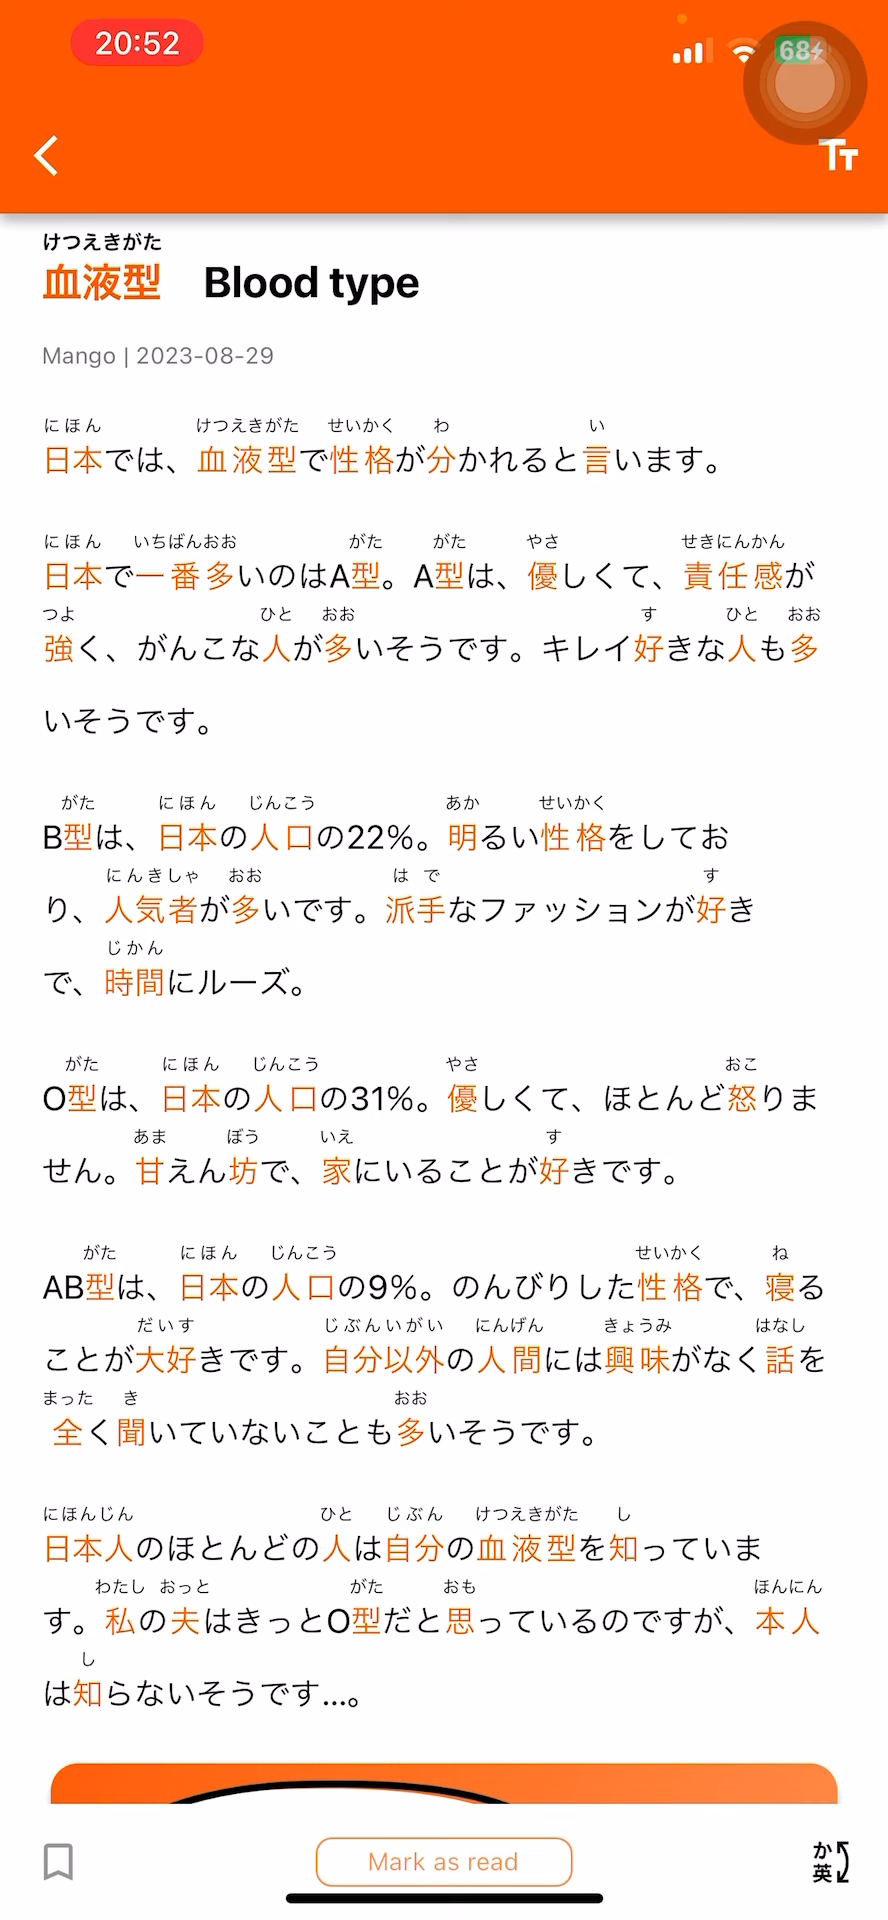 20:52
68
TT
けつえきがた
血液型 Blood type
Mango | 2023-08-29
にほん けつえきがた せいかく わ い
日本では、血液型で性格が分かれると言います。
にほん いちばんおお がた がた やさ せきにんかん
日本で一番多いのはA型。A型は、優しくて、責任感が
つよ ひと おお す ひと おお
強く、がんこな人が多いそうです。キレイ好きな人も多
いそうです。
がた にほん じんこう あか せいかく
B型は、日本の人口の22%。明るい性格をしてお
にんきしゃ おお はで す
り、人気者が多いです。派手なファッションが好き
じかん
で、時間にルーズ。
がた にほん じんこう やさ おこ
O型は、日本の人口の31%。優しくて、ほとんど怒りま
あま ぼう いえ す
せん。甘えん坊で、家にいることが好きです。
がた にほん じんこう せいかく ね
AB型は、日本の人口の9%。のんびりした性格で、寝る
だいす じぶんいがい にんげん きょうみ はなし
ことが大好きです。自分以外の人間には興味がなく話を
まった き おお
全く聞いていないことも多いそうです。
にほんじん ひと じぶん けつえきがた し
日本人のほとんどの人は自分の血液型を知っていま
わたし おっと がた おも ほんにん
す。私の夫はきっとO型だと思っているのですが、本人
し
は知らないそうです...。
Mark as read
か
英